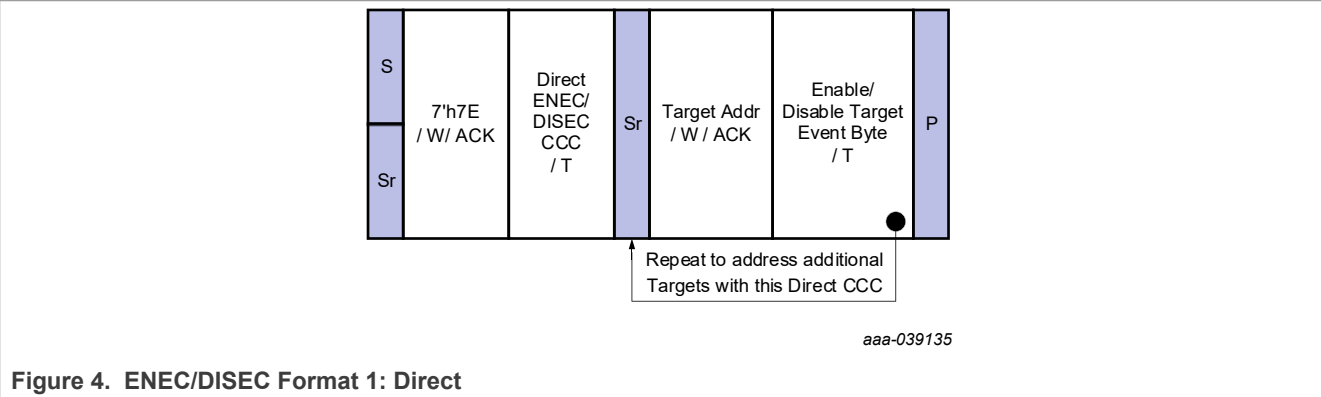 S
Sr
7'h7E
/ W/ ACK
Direct
ENEC/
DISEC
CCC
/ T
Sr
Target Addr
/ W / ACK
Enable/
Disable Target
Event Byte
/ T
P
Repeat to address additional
Targets with this Direct CCC
aaa-039135
Figure 4. ENEC/DISEC Format 1: Direct